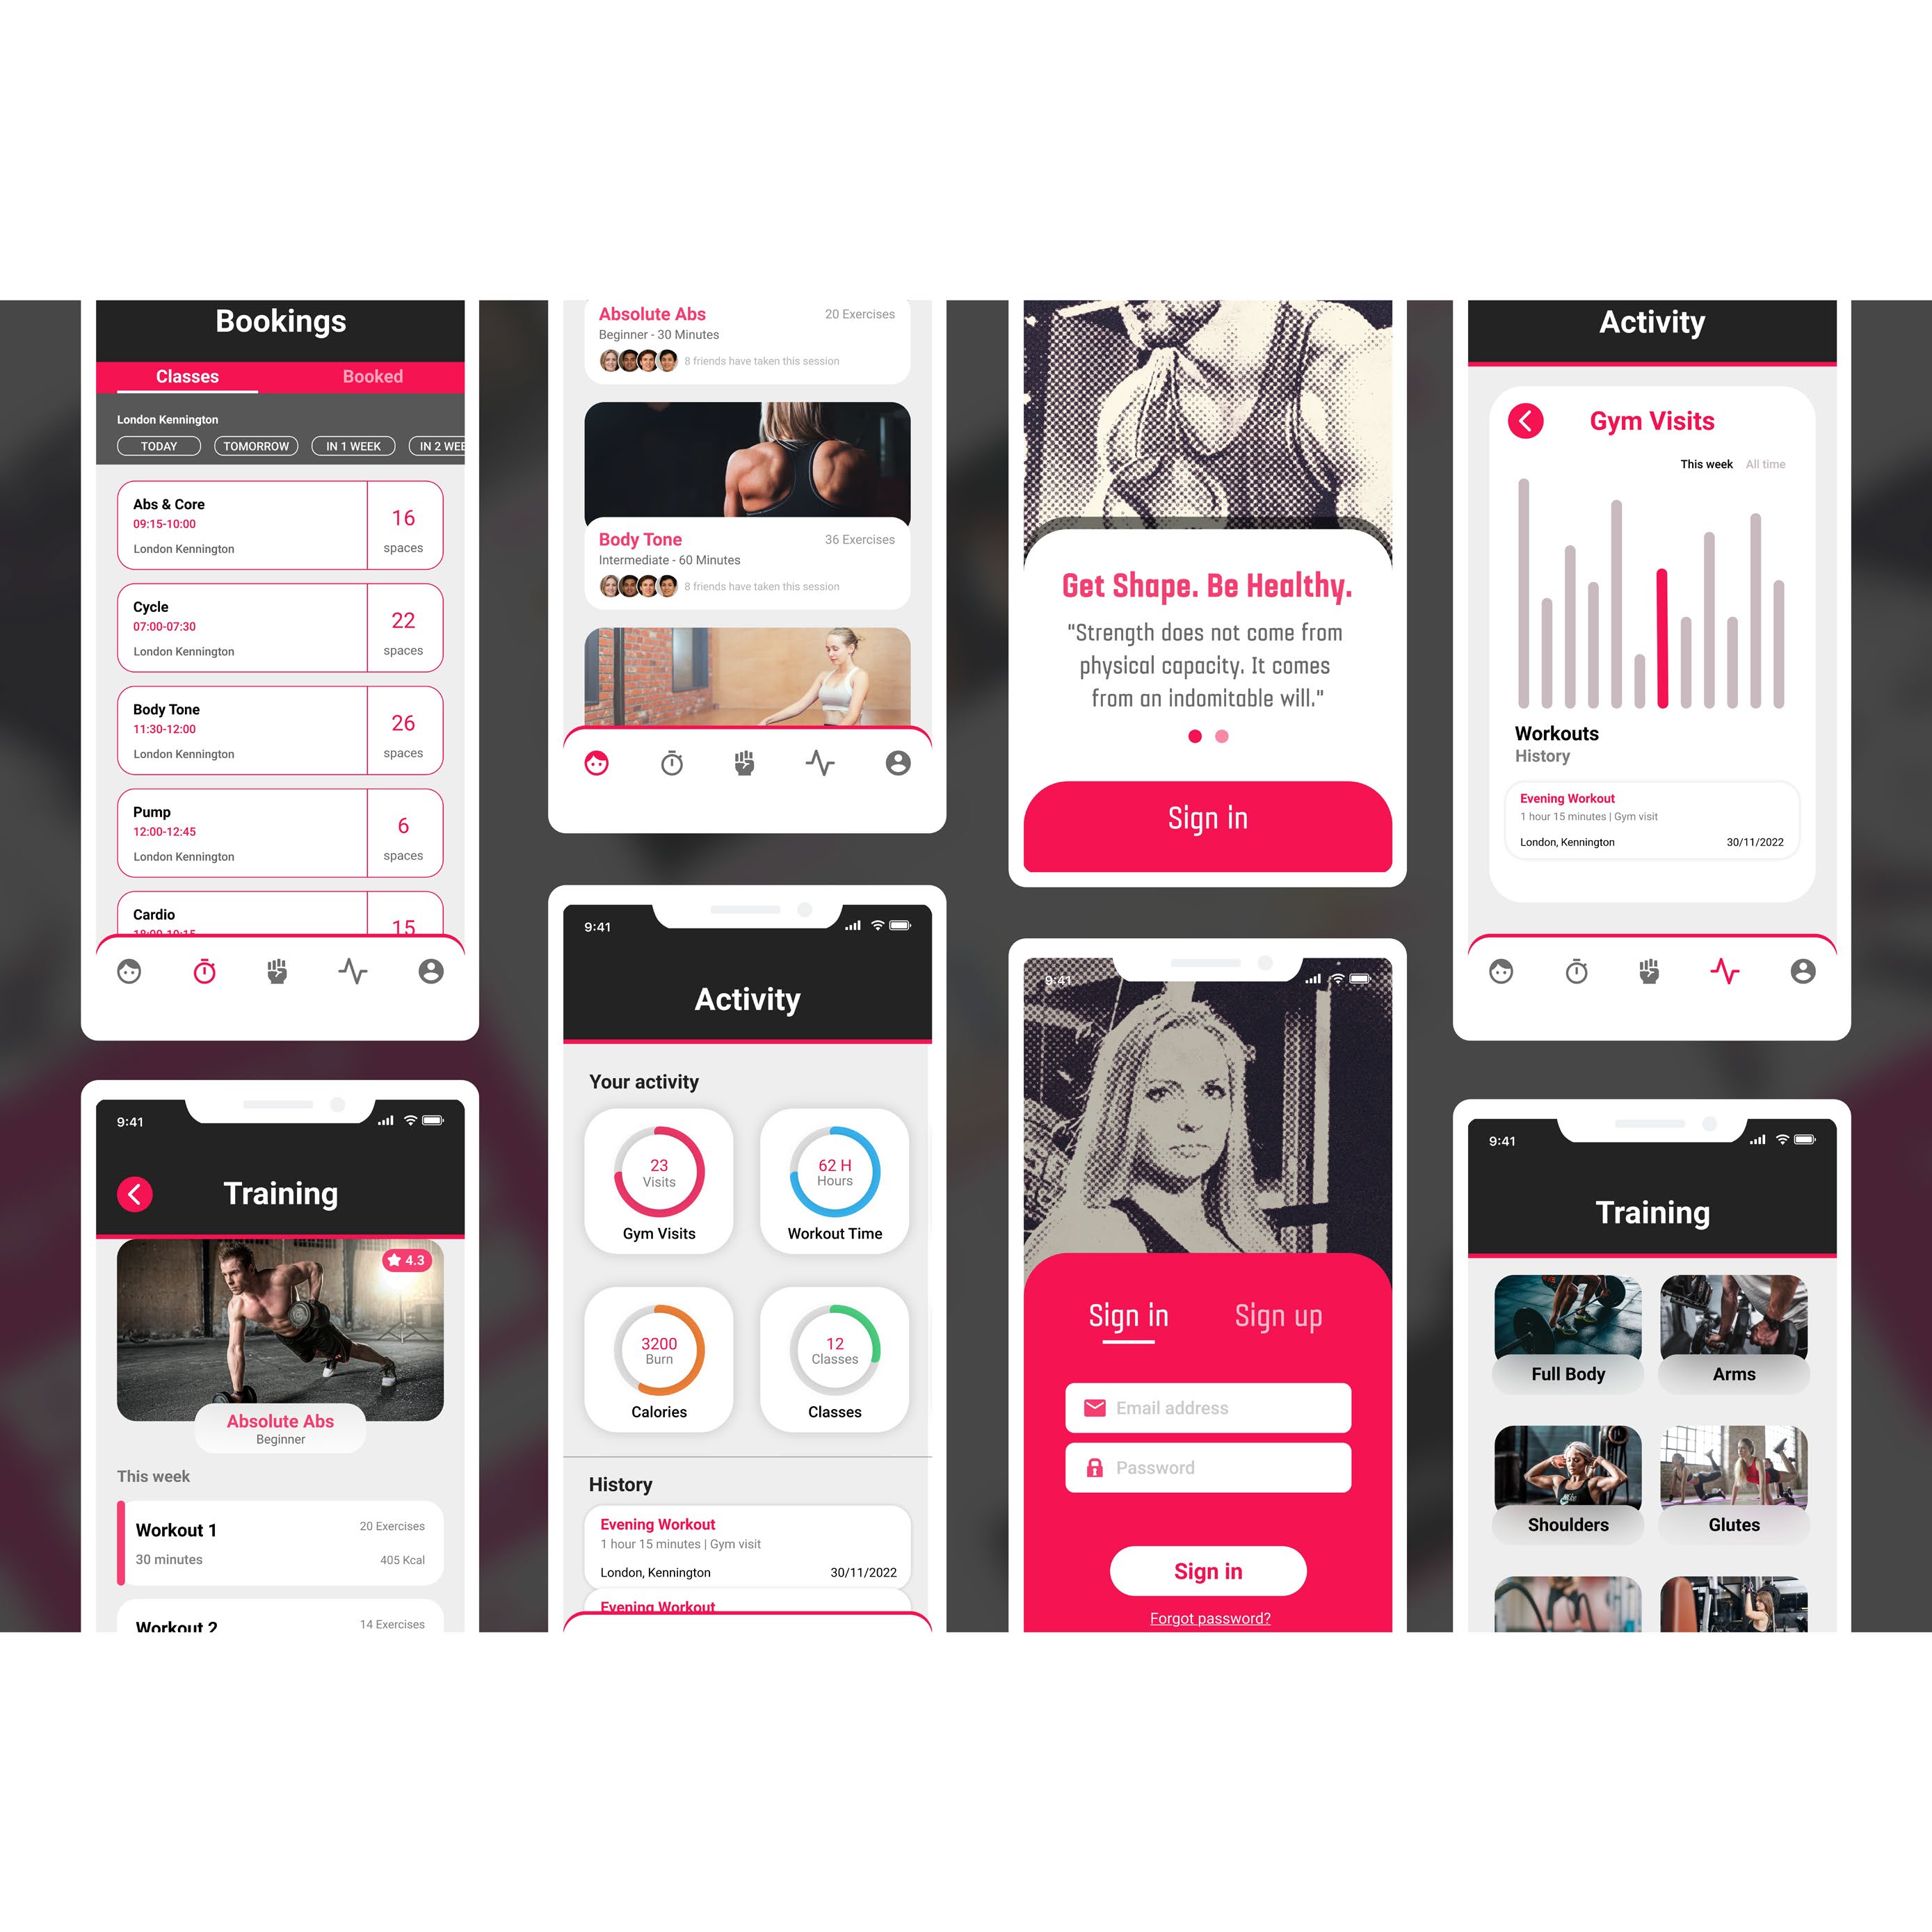 Bookings
Classes
Booked
London Kennington
TODAY
TOMORROW
IN 1 WEEK
IN 2 WEE
Abs & Core
09:15-10:00
London Kennington
16
spaces
Cycle
07:00-07:30
London Kennington
22
spaces
Body Tone
11:30-12:00
London Kennington
26
spaces
Pump
12:00-12:45
London Kennington
6
spaces
Cardio
15
9:41
Training
4.3
Absolute Abs
Beginner
This week
Workout 1
20 Exercises
30 minutes
405 Kcal
Workout 2
14 Exercises
Absolute Abs
20 Exercises
Beginner - 30 Minutes
8 friends have taken this session
Body Tone
36 Exercises
Intermediate - 60 Minutes
8 friends have taken this session
9:41
Activity
Your activity
23
Visits
Gym Visits
62 H
Hours
Workout Time
3200
Burn
Calories
12
Classes
Classes
History
Evening Workout
1 hour 15 minutes | Gym visit
London, Kennington
30/11/2022
Evening Workout
Get Shape. Be Healthy.
"Strength does not come from
physical capacity. It comes
from an indomitable will."
Sign in
9:41
Sign in
Sign up
Email address
Password
Sign in
Forgot password?
Activity
Gym Visits
This week
All time
Workouts
History
Evening Workout
1 hour 15 minutes | Gym visit
London, Kennington
30/11/2022
9:41
Training
Full Body
Arms
Shoulders
Glutes